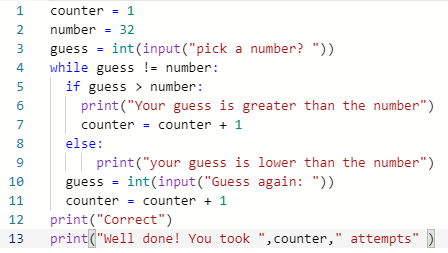 1 counter = 1
2 number = 32
3 guess = int(input("pick a number? "))
4 while guess != number:
5   if guess > number:
6     print("Your guess is greater than the number")
7     counter = counter + 1
8   else:
9       print("your guess is lower than the number")
10   guess = int(input("Guess again: "))
11   counter = counter + 1
12 print("Correct")
13 print("Well done! You took ",counter," attempts" )